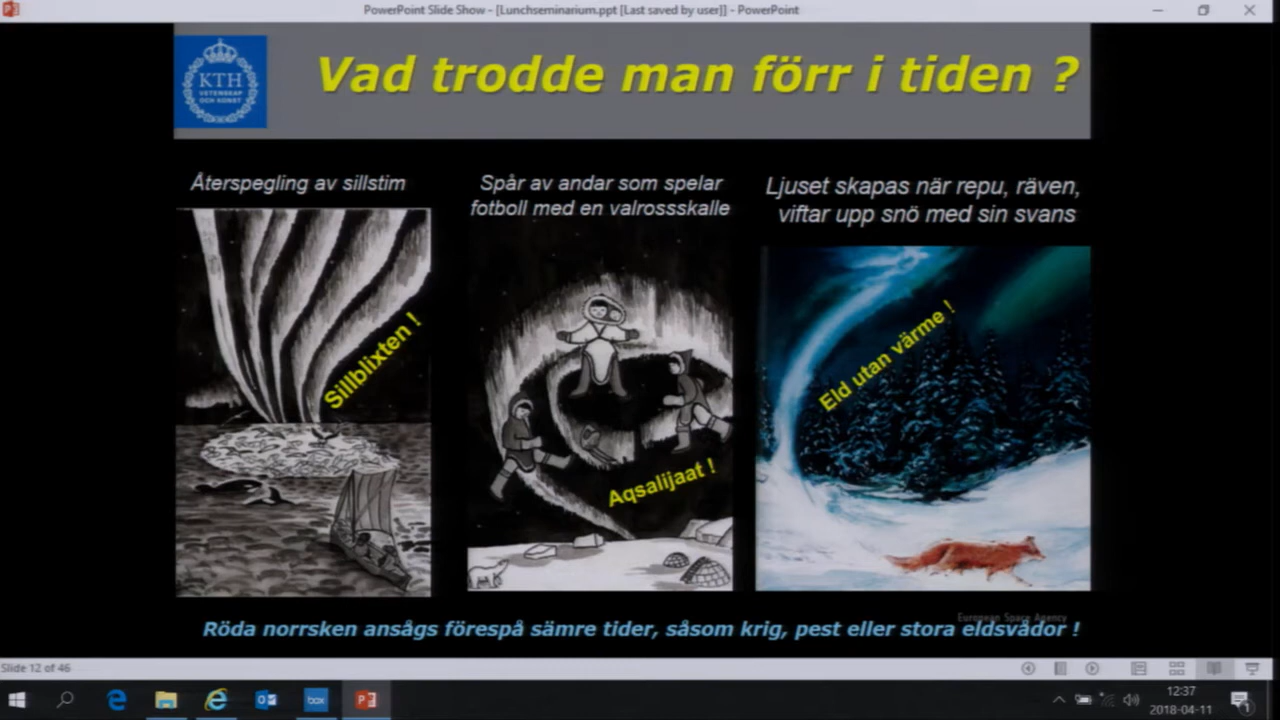 PowerPoint Slide Show - [Lunchseminarium.ppt [Last saved by user]] - PowerPoint
KTH
VETENSKAP
OCH KONST
Vad trodde man förr i tiden ?
Återspegling av sillstim
Sillblixten !
Spår av andar som spelar
fotboll med en valrossskalle
Aqsalijaat !
Ljuset skapas när repu, räven,
viftar upp snö med sin svans
Eld utan värme !
European Space Agency
Röda norrsken ansågs förespå sämre tider, såsom krig, pest eller stora eldsvådor !
Slide 12 of 46
box
12:37
2018-04-11
1